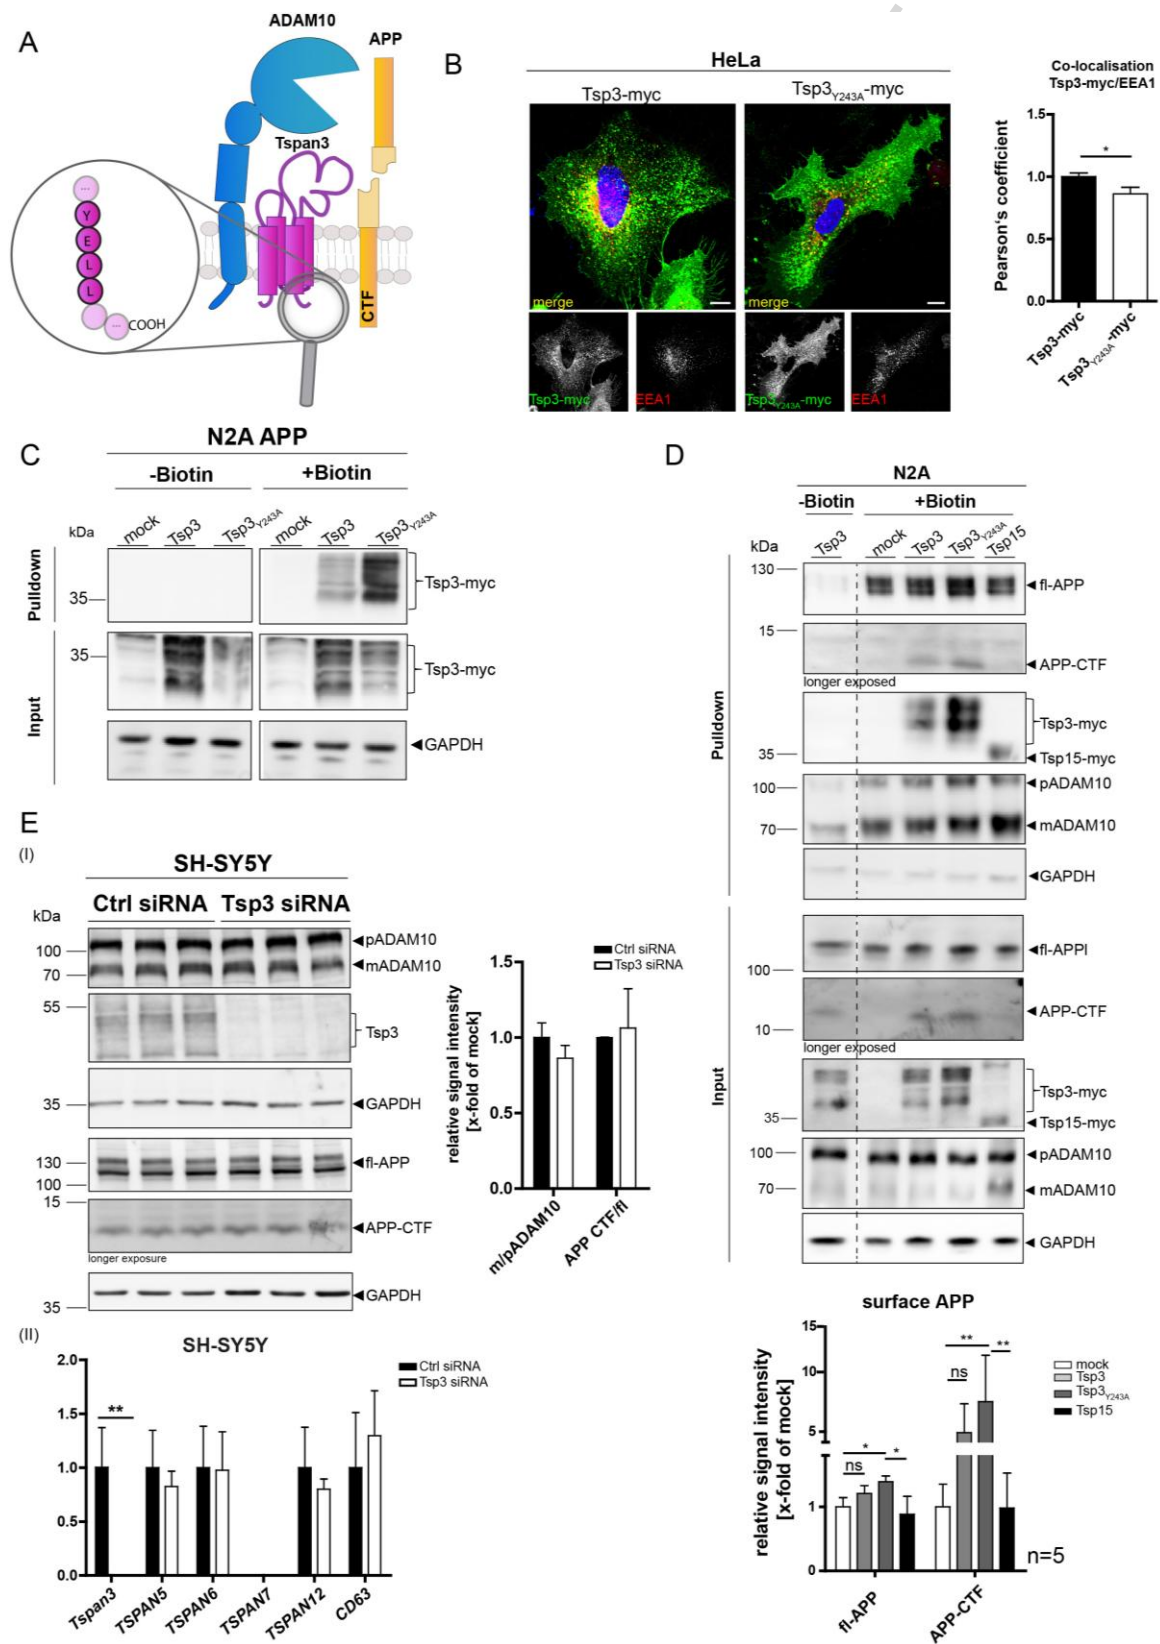 A
ADAM10
APP
Tspan3
...
Y
E
L
L
...
COOH
CTF
B
HeLa
Tsp3-myc
Tsp3Y243A-myc
merge
merge
Tsp3-myc
EEA1
Tsp3Y243A-myc
EEA1
Co-localisation
Tsp3-myc/EEA1
Pearson's coefficient
1.5
1.0
0.5
0.0
*
Tsp3-myc
Tsp3Y243A-myc
C
N2A APP
-Biotin
+Biotin
kDa
mock
Tsp3
Tsp3Y243A
mock
Tsp3
Tsp3Y243A
Pulldown
35
Tsp3-myc
Input
35
Tsp3-myc
GAPDH
D
N2A
-Biotin
+Biotin
kDa
Tsp3
mock
Tsp3
Tsp3Y243A
Tsp15
Pulldown
130
fl-APP
15
APP-CTF
longer exposed
Tsp3-myc
35
Tsp15-myc
100
pADAM10
70
mADAM10
GAPDH
Input
fl-APPI
100
APP-CTF
10
longer exposed
Tsp3-myc
35
Tsp15-myc
100
pADAM10
70
mADAM10
GAPDH
surface APP
relative signal intensity
[x-fold of mock]
15
10
5
1
0
ns
*
*
ns
**
**
mock
Tsp3
Tsp3Y243A
Tsp15
n=5
fl-APP
APP-CTF
E
(I)
SH-SY5Y
Ctrl siRNA
Tsp3 siRNA
kDa
pADAM10
100
mADAM10
70
55
Tsp3
35
GAPDH
130
fl-APP
100
15
APP-CTF
longer exposure
GAPDH
35
relative signal intensity
[x-fold of mock]
1.5
1.0
0.5
0.0
Ctrl siRNA
Tsp3 siRNA
m/pADAM10
APP CTF/fl
(II)
SH-SY5Y
2.0
1.5
1.0
0.5
0.0
**
Ctrl siRNA
Tsp3 siRNA
Tspan3
TSPAN5
TSPAN6
TSPAN7
TSPAN12
CD63